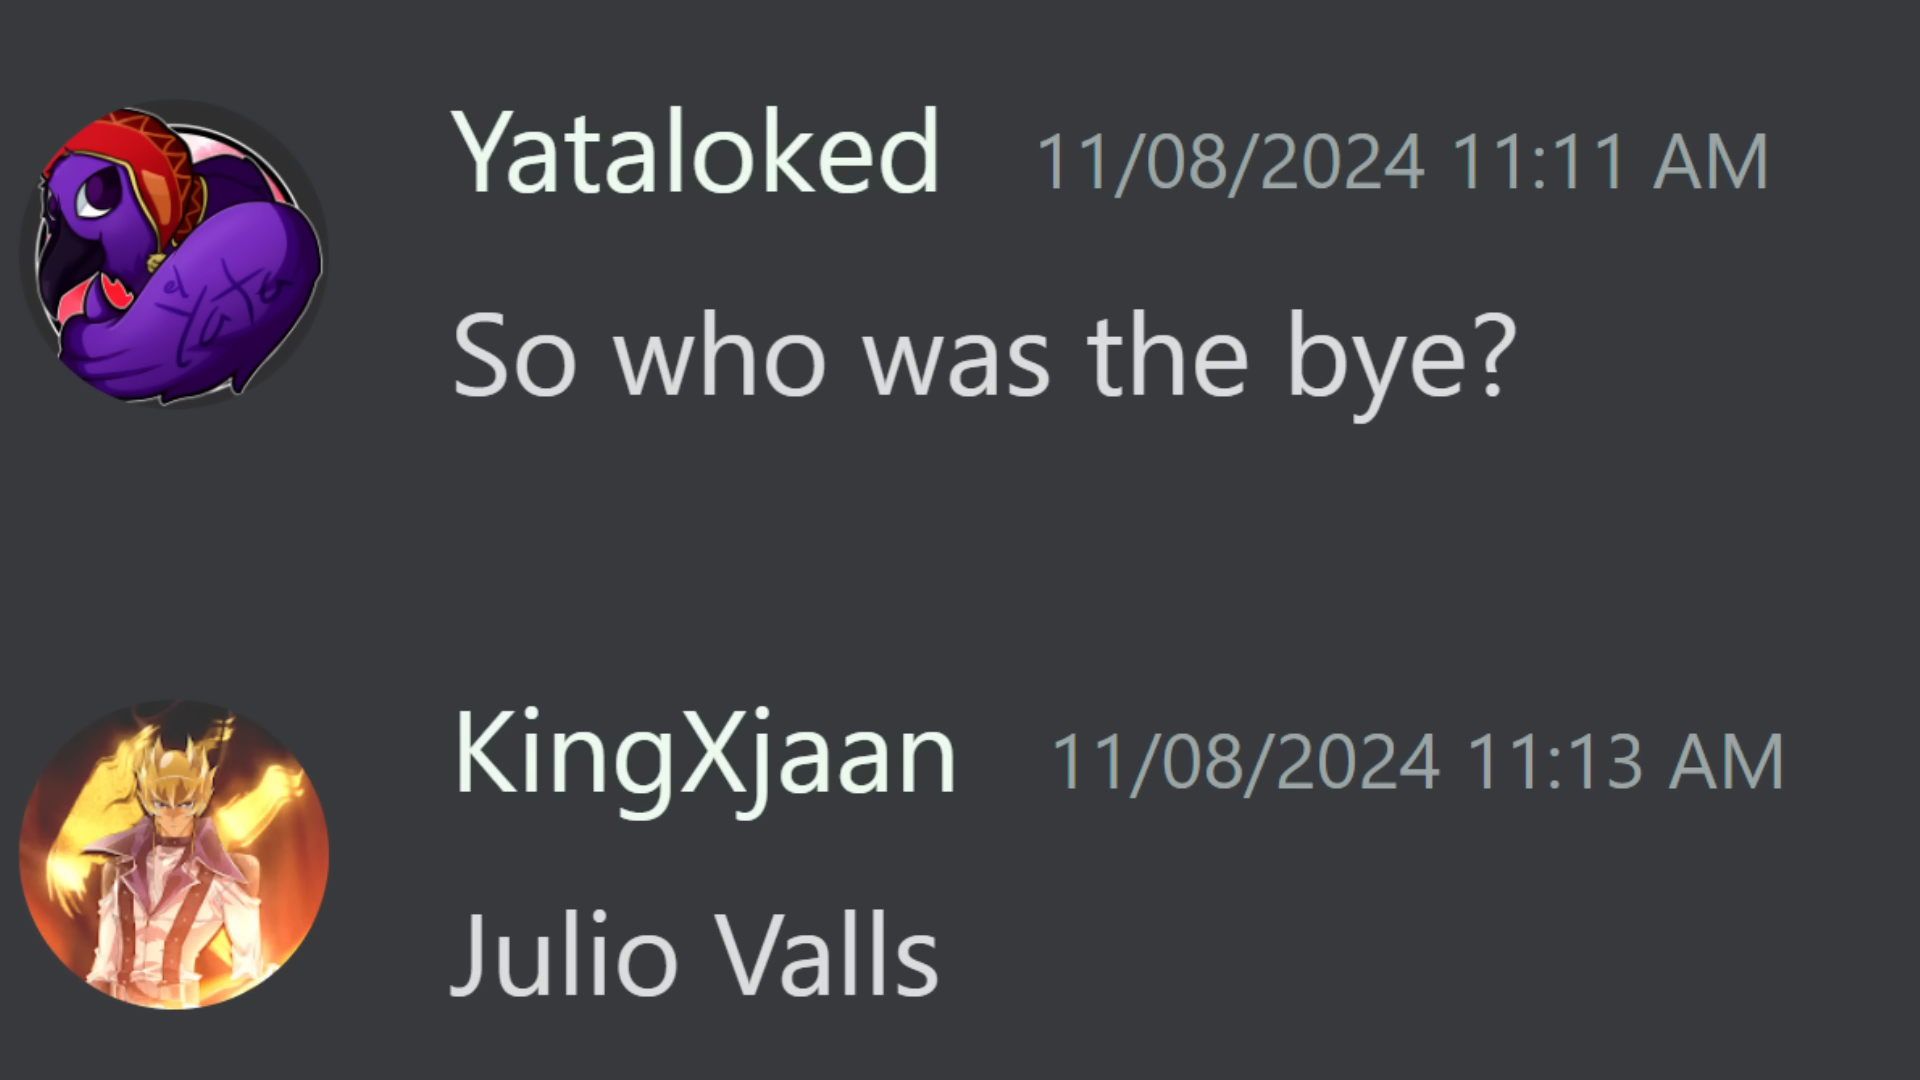 Yataloked 11/08/2024 11:11 AM
So who was the bye?
KingXjaan 11/08/2024 11:13 AM
Julio Valls